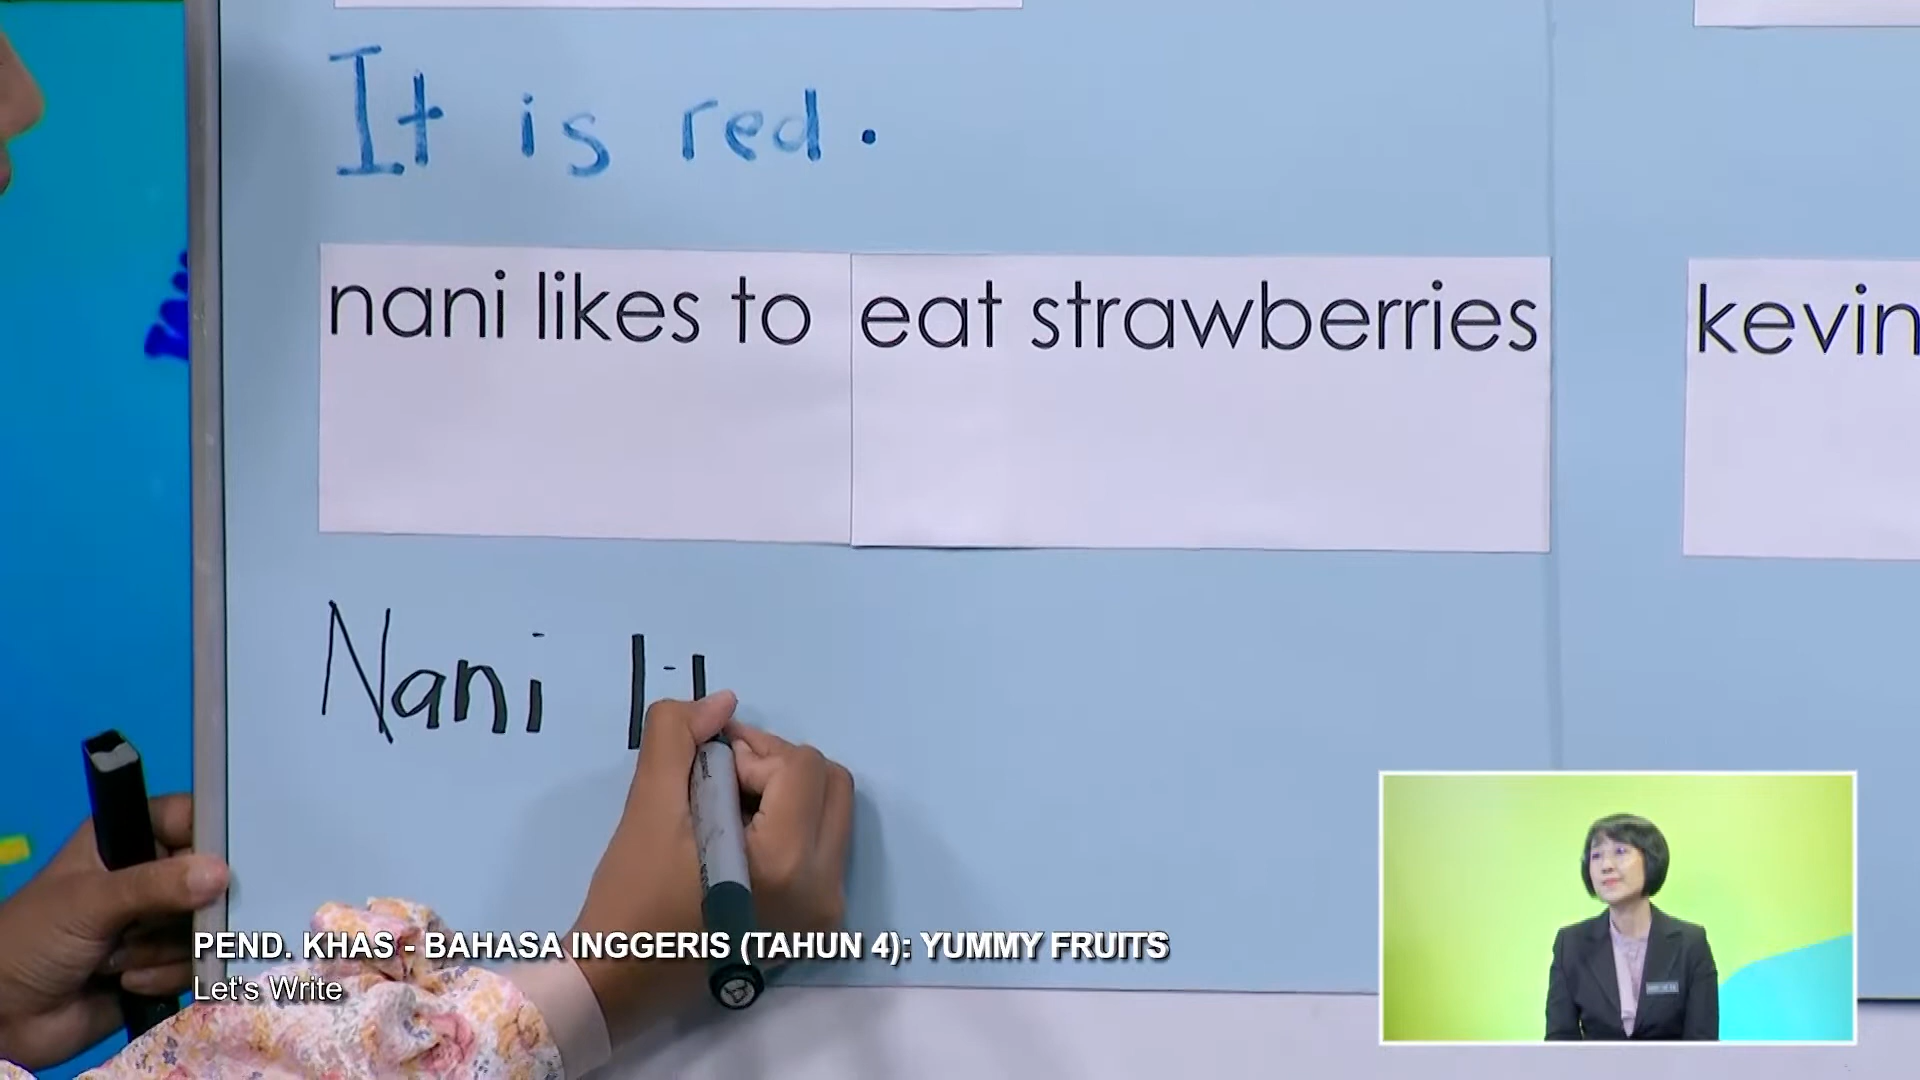 It is red.
nani likes to eat strawberries
kevin
Nani
PEND. KHAS - BAHASA INGGERIS (TAHUN 4): YUMMY FRUITS
Let's Write